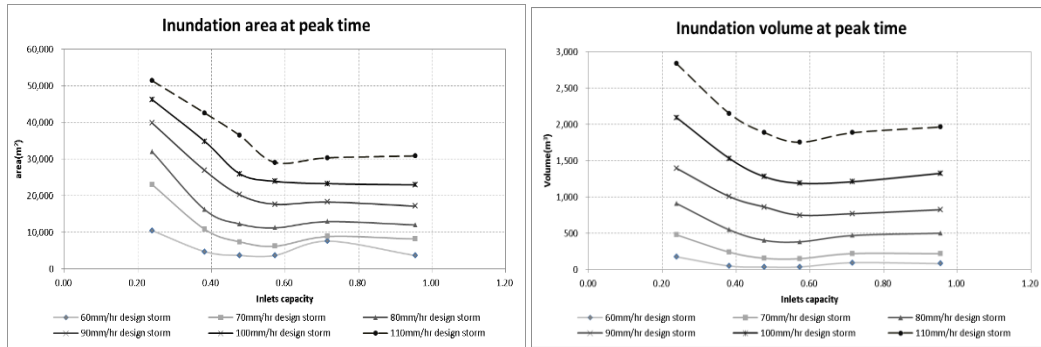 Inundation area at peak time
60,000
50,000
40,000
30,000
20,000
10,000
0
area(m²)
0.00 0.20 0.40 0.60 0.80 1.00 1.20
Inlets capacity
60mm/hr design storm 70mm/hr design storm 80mm/hr design storm
90mm/hr design storm 100mm/hr design storm 110mm/hr design storm
Inundation volume at peak time
3,000
2,500
2,000
1,500
1,000
500
0
Volume(m³)
0.00 0.20 0.40 0.60 0.80 1.00 1.20
Inlets capacity
60mm/hr design storm 70mm/hr design storm 80mm/hr design storm
90mm/hr design storm 100mm/hr design storm 110mm/hr design storm